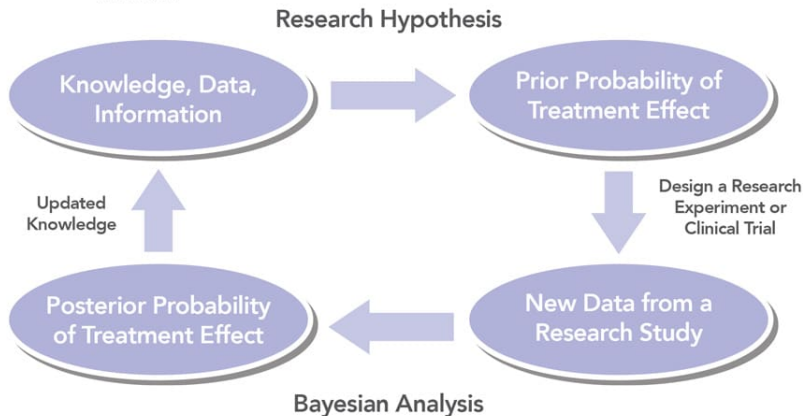 Research Hypothesis
Knowledge, Data,
Information
Prior Probability of
Treatment Effect
Updated
Knowledge
Design a Research
Experiment or
Clinical Trial
Posterior Probability
of Treatment Effect
New Data from a
Research Study
Bayesian Analysis